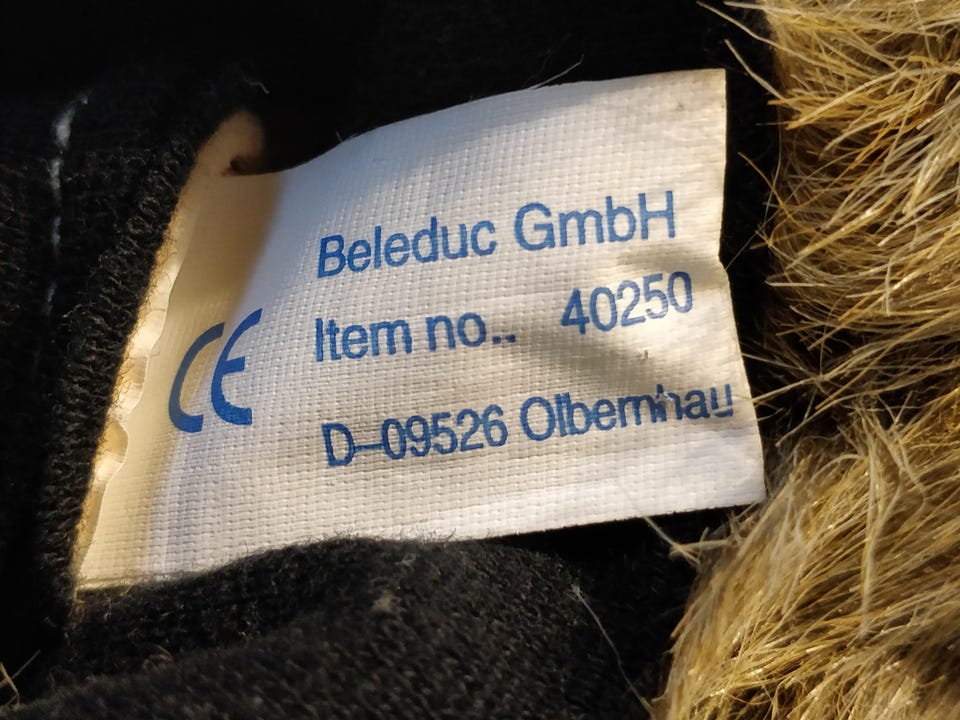 Beleduc GmbH
CE Item no.. 40250
D-09526 Olbernhau